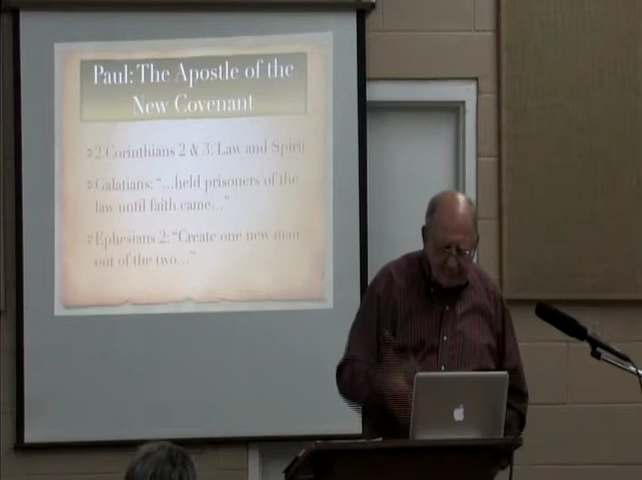 Paul: The Apostle of the
New Covenant
2 Corinthians 2 & 3: Law and Spirit
Galatians: “...held prisoners of the
law until faith came...”
Ephesians 2: “Create one new man
out of the two...”